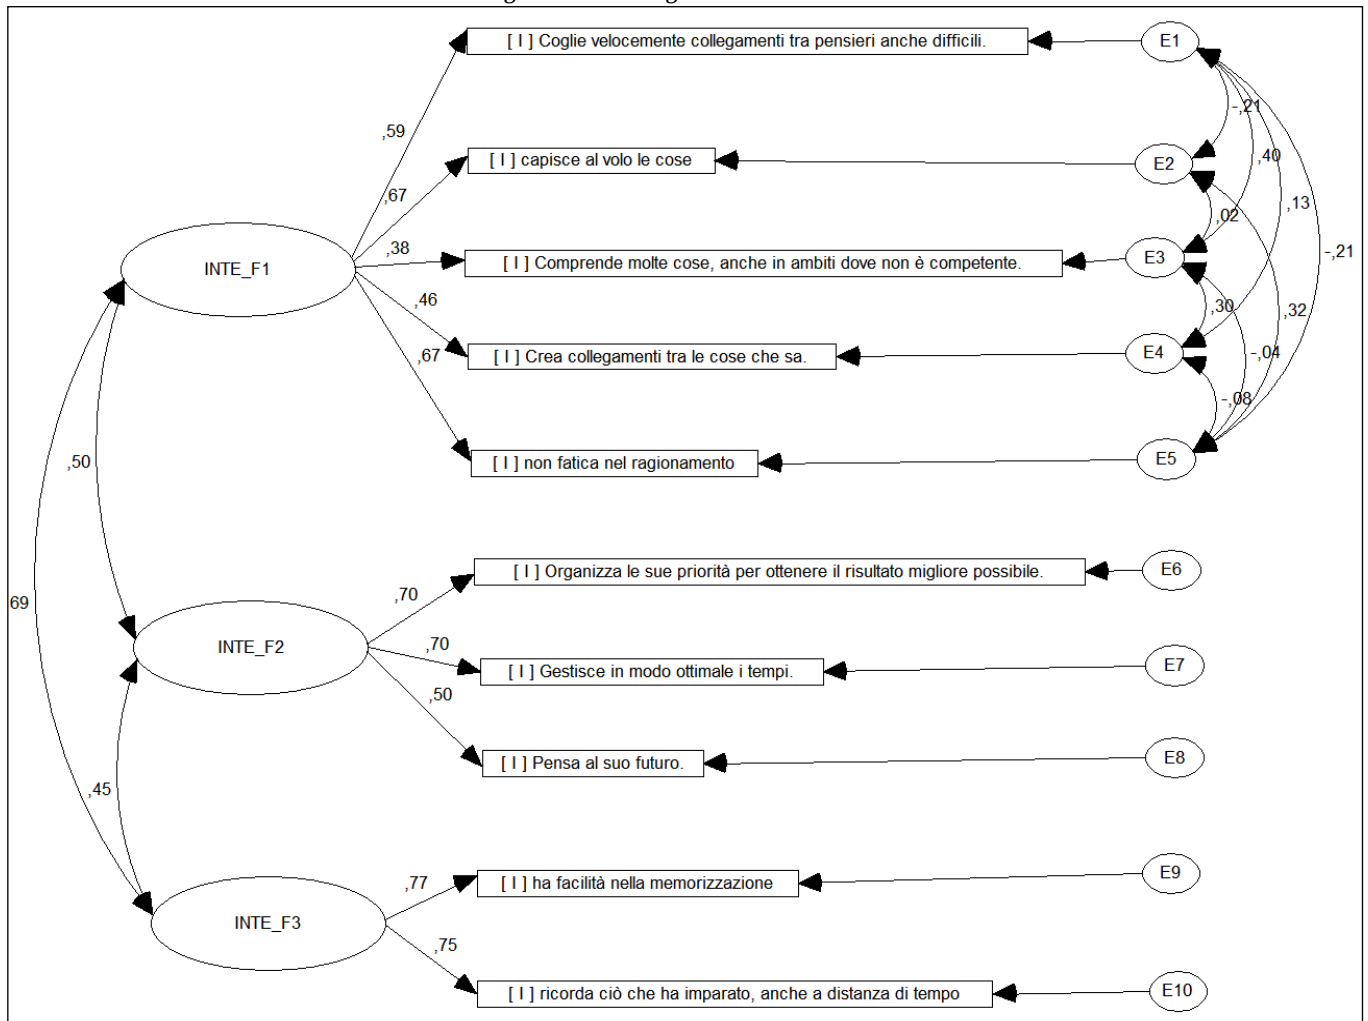 [ I ] Coglie velocemente collegamenti tra pensieri anche difficili.
E1
-,21
,59
,40
[ I ] capisce al volo le cose
E2
,67
,13
,02
,38
[ I ] Comprende molte cose, anche in ambiti dove non è competente.
E3
-,21
INTE_F1
,46
,30
,32
,67
[ I ] Crea collegamenti tra le cose che sa.
E4
-,04
-,08
,50
[ I ] non fatica nel ragionamento
E5
[ I ] Organizza le sue priorità per ottenere il risultato migliore possibile.
E6
,70
69
INTE_F2
,70
[ I ] Gestisce in modo ottimale i tempi.
E7
,50
[ I ] Pensa al suo futuro.
E8
,45
,77
[ I ] ha facilità nella memorizzazione
E9
INTE_F3
,75
[ I ] ricorda ciò che ha imparato, anche a distanza di tempo
E10